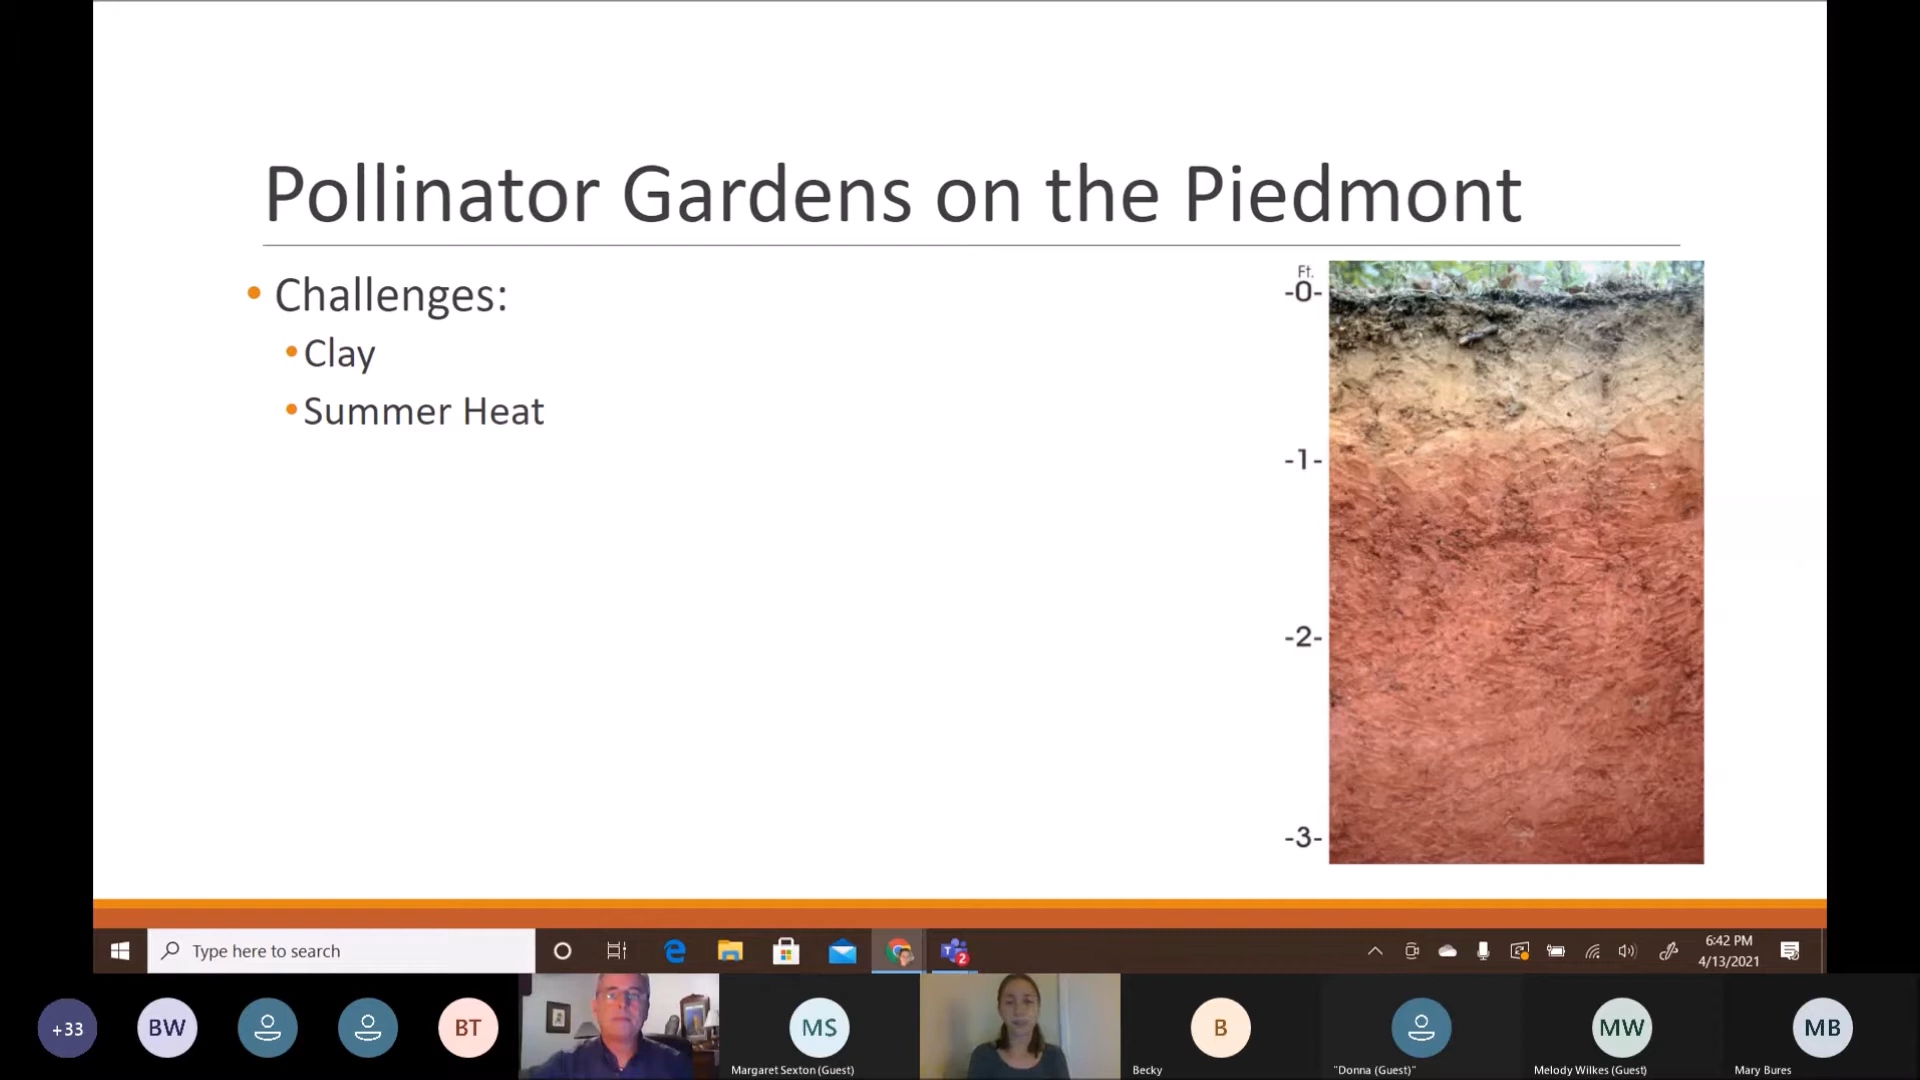 Pollinator Gardens on the Piedmont
• Challenges:
• Clay
• Summer Heat
Ft.
-0-
-1-
-2-
-3-
Type here to search
2
6:42 PM
4/13/2021
+33
BW
BT
MS
Margaret Sexton (Guest)
B
Becky
"Donna (Guest)"
MW
Melody Wilkes (Guest)
MB
Mary Bures